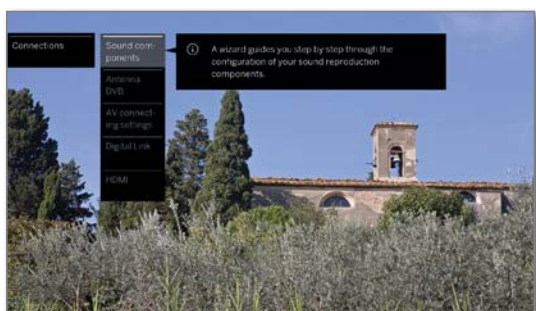 Connections
Sound com-
ponents
Antenna
DVB
AV connect-
ing settings
Digital Link
HDMI
A wizard guides you step by step through the
configuration of your sound reproduction
components.